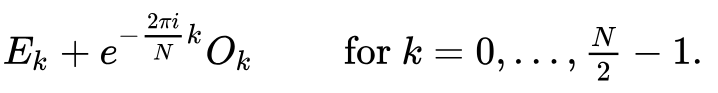 $E_k + e^{-\frac{2\pi i}{N}k} O_k \qquad \text{for } k = 0, \dots, \frac{N}{2} - 1.$